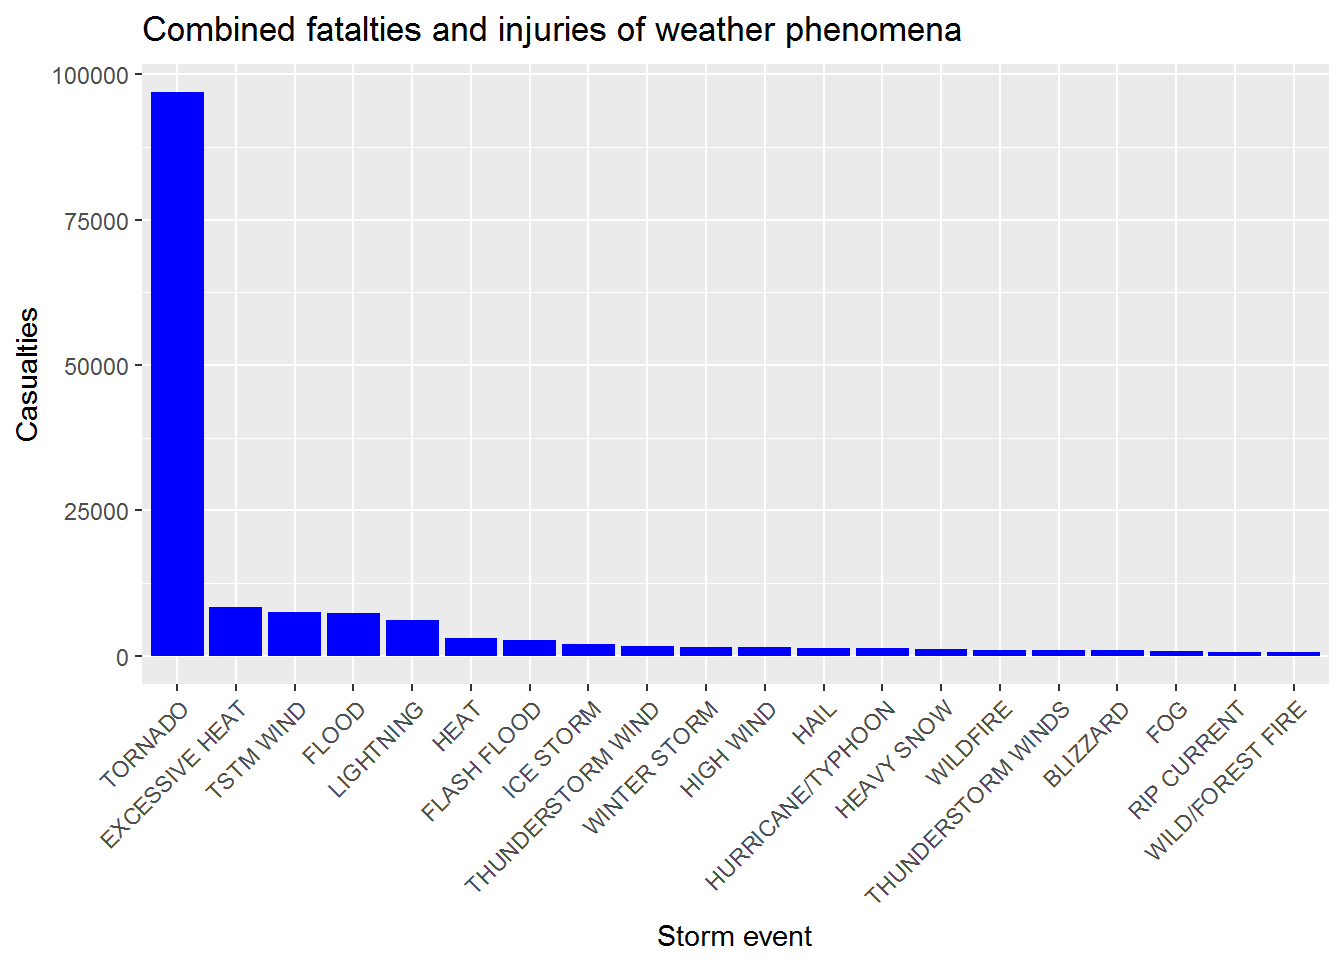 Combined fatalties and injuries of weather phenomena
Casualties
100000
75000
50000
25000
0
TORNADO
EXCESSIVE HEAT
TSTM WIND
FLOOD
LIGHTNING
HEAT
FLASH FLOOD
ICE STORM
THUNDERSTORM WIND
WINTER STORM
HIGH WIND
HAIL
HURRICANE/TYPHOON
HEAVY SNOW
WILDFIRE
THUNDERSTORM WINDS
BLIZZARD
FOG
RIP CURRENT
WILD/FOREST FIRE
Storm event